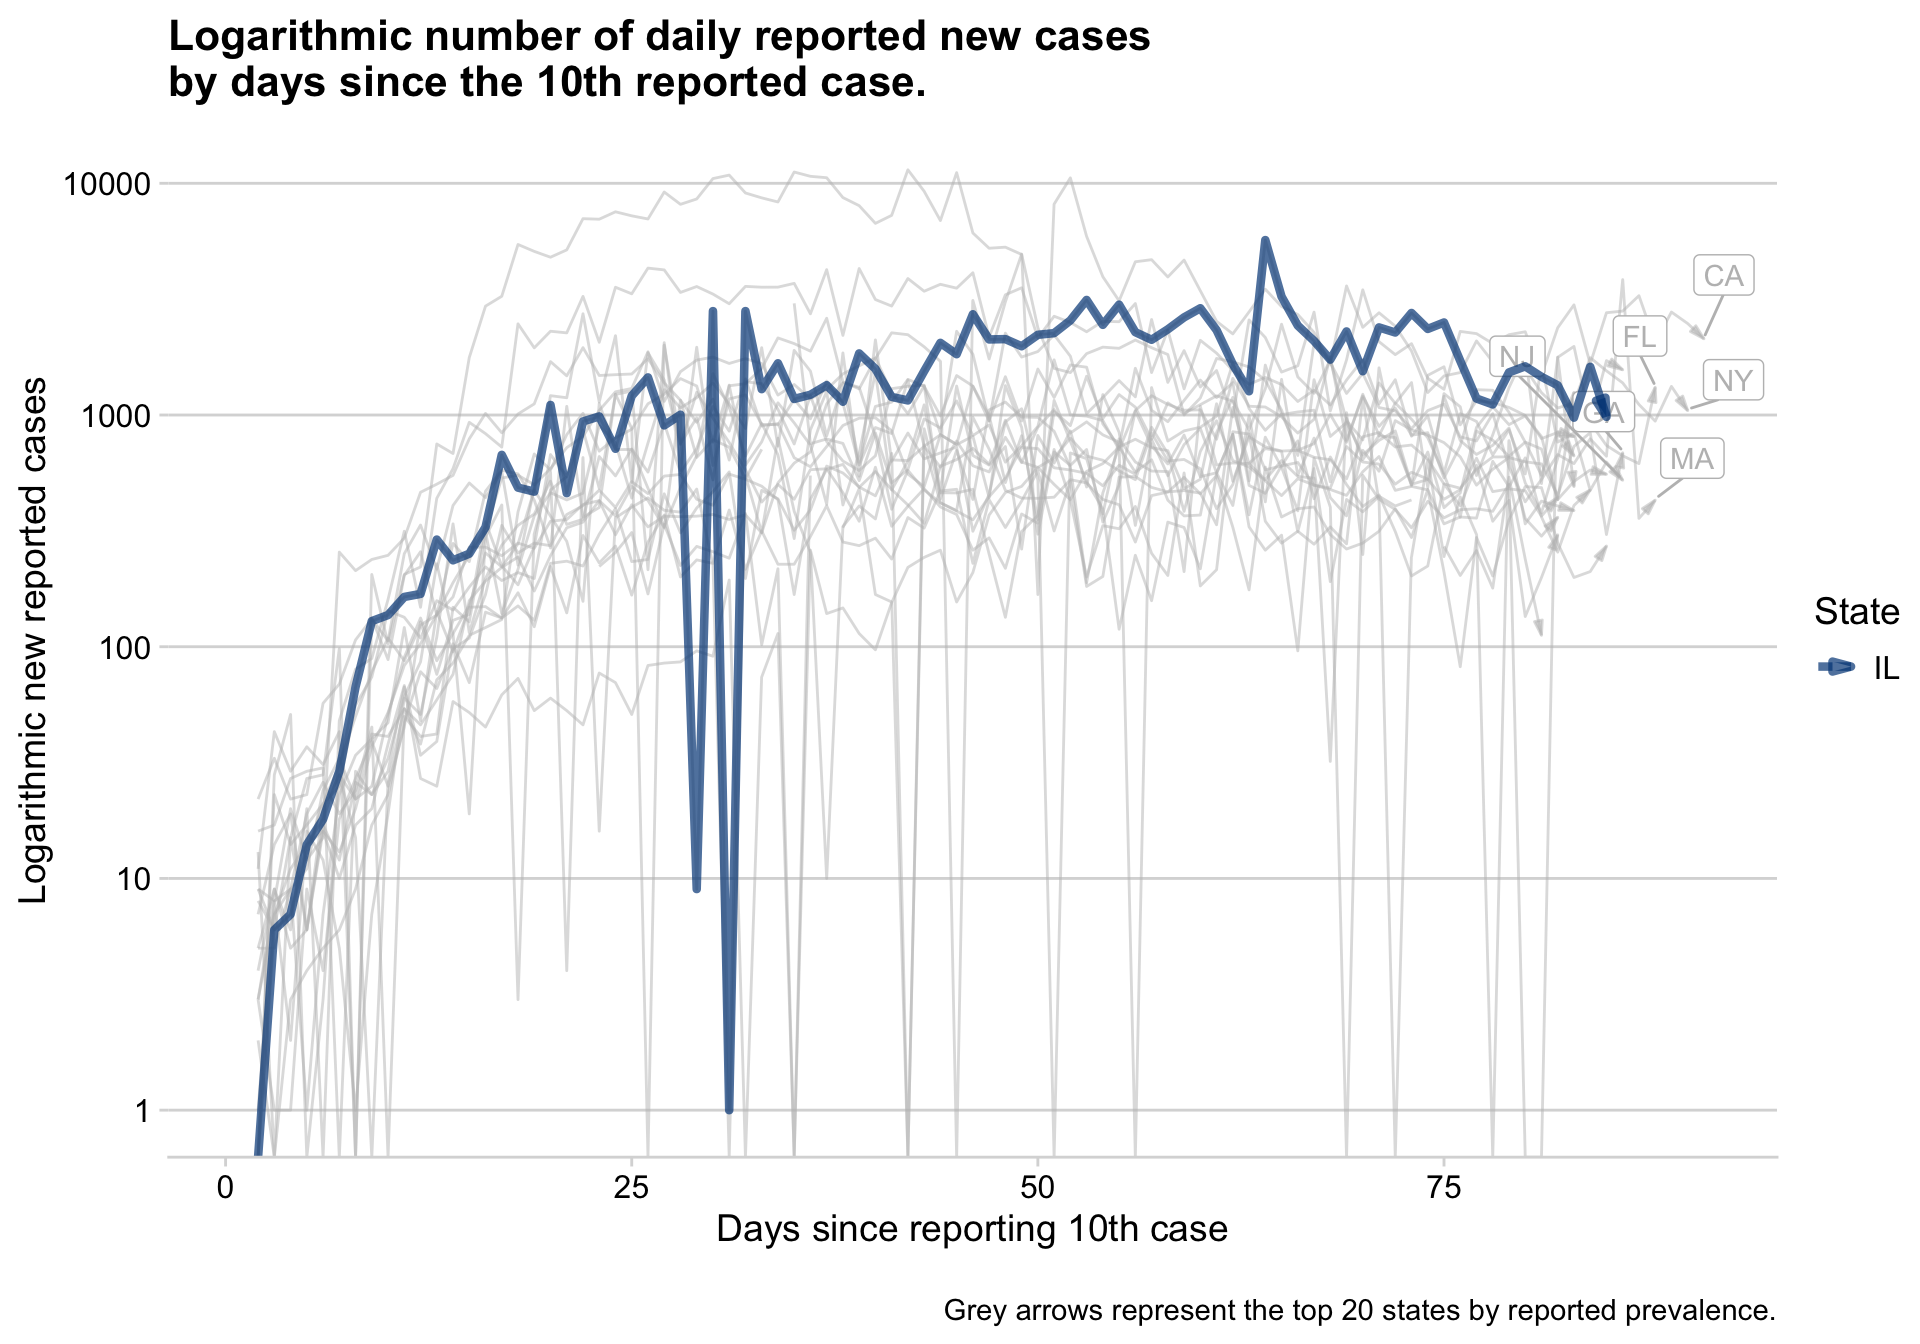 Logarithmic number of daily reported new cases
by days since the 10th reported case.
Logarithmic new reported cases
10000
1000
100
10
1
CA
FL
NJ
NY
GA
MA
State
IL
0
25
50
75
Days since reporting 10th case
Grey arrows represent the top 20 states by reported prevalence.